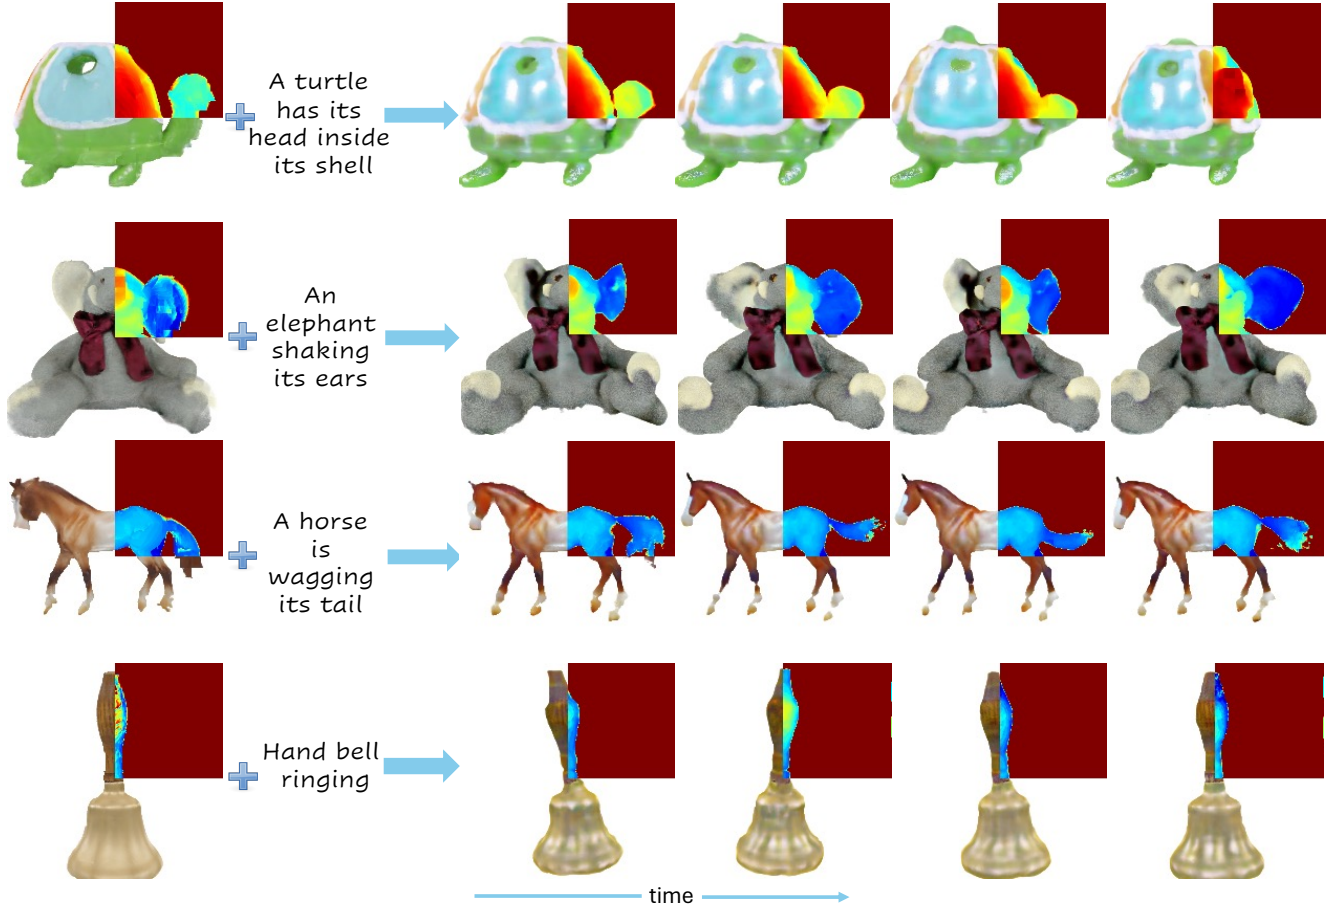 A turtle
has its
head inside
its shell
An
elephant
shaking
its ears
A horse
is
wagging
its tail
Hand bell
ringing
time